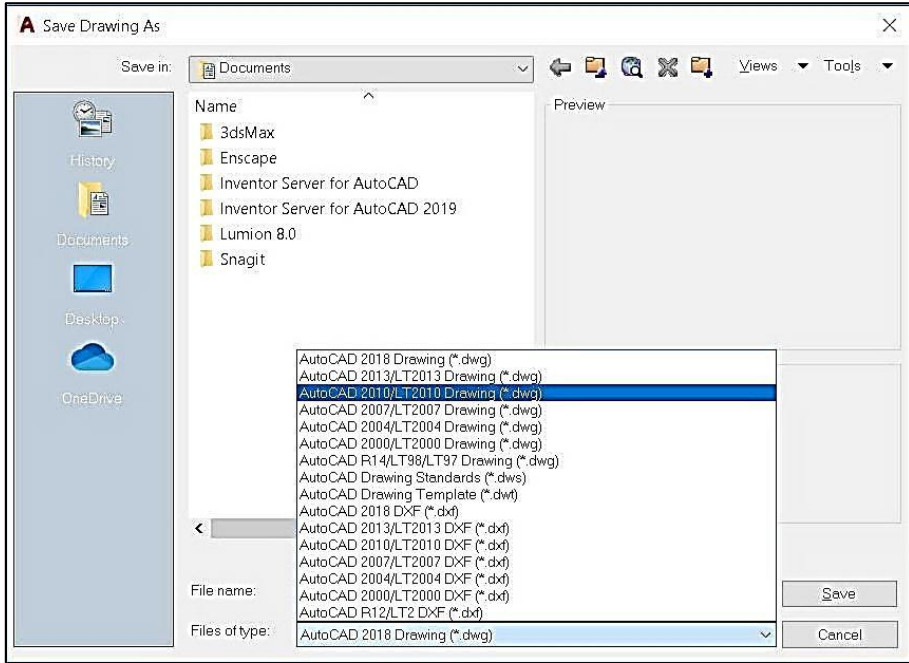 A Save Drawing As
Save in: Documents Views Tools
Name
Preview
3dsMax
Enscape
Inventor Server for AutoCAD
Inventor Server for AutoCAD 2019
Lumion 8.0
Snagit
History
Documents
Desktop
OneDrive
AutoCAD 2018 Drawing (*.dwg)
AutoCAD 2013/LT2013 Drawing (*.dwg)
AutoCAD 2010/LT2010 Drawing (*.dwg)
AutoCAD 2007/LT2007 Drawing (*.dwg)
AutoCAD 2004/LT2004 Drawing (*.dwg)
AutoCAD 2000/LT2000 Drawing (*.dwg)
AutoCAD R14/LT98/LT97 Drawing (*.dwg)
AutoCAD Drawing Standards (*.dws)
AutoCAD Drawing Template (*.dwt)
AutoCAD 2018 DXF (*.dxf)
AutoCAD 2013/LT2013 DXF (*.dxf)
AutoCAD 2010/LT2010 DXF (*.dxf)
AutoCAD 2007/LT2007 DXF (*.dxf)
AutoCAD 2004/LT2004 DXF (*.dxf)
AutoCAD 2000/LT2000 DXF (*.dxf)
AutoCAD R12/LT2 DXF (*.dxf)
File name: Save
Files of type: AutoCAD 2018 Drawing (*.dwg) Cancel